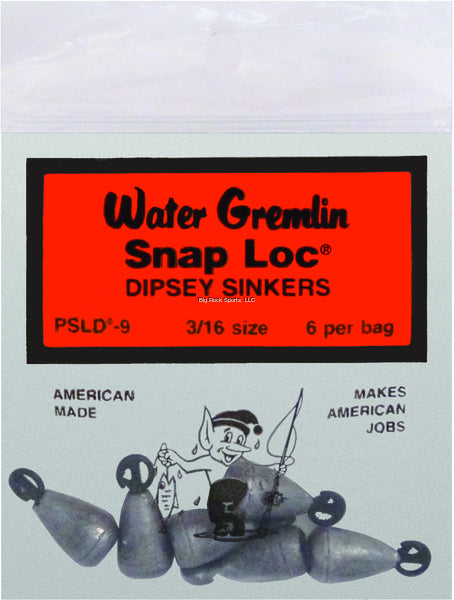 Water Gremlin
Snap Loc®
DIPSEY SINKERS
Big Rock Sports, LLC
PSLD®-9 3/16 size 6 per bag
AMERICAN MADE
MAKES AMERICAN JOBS